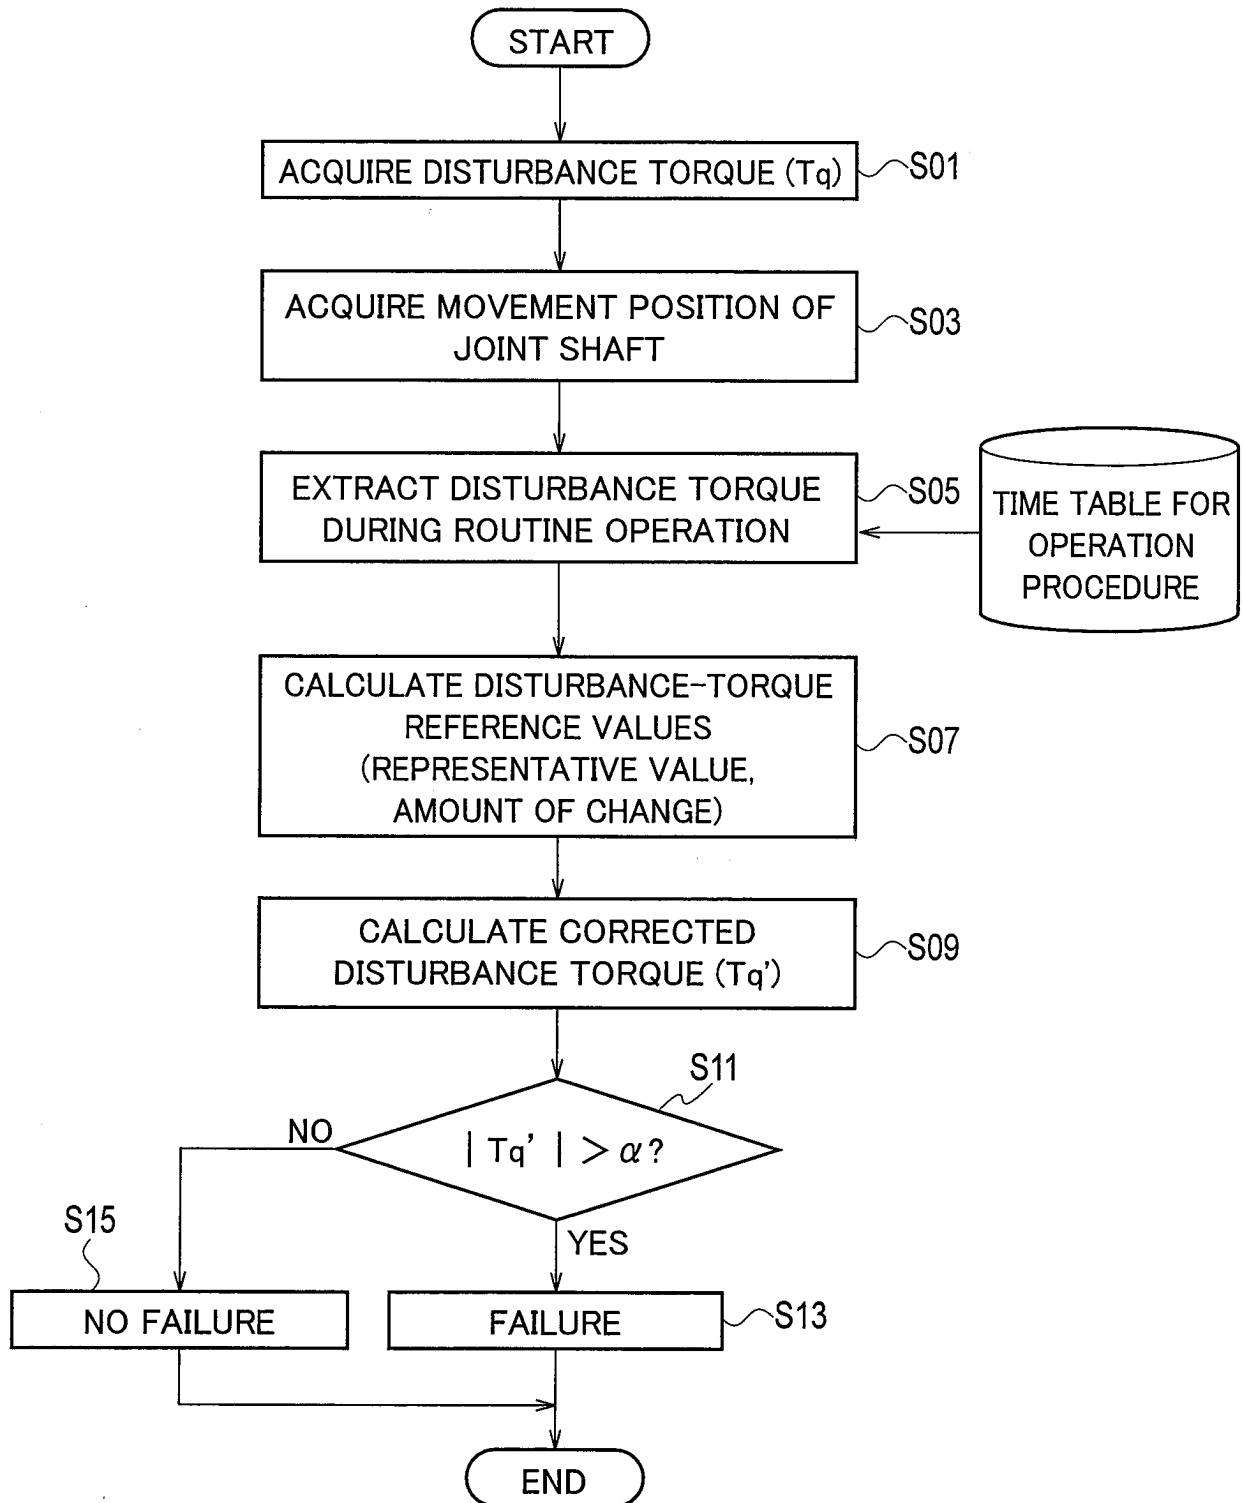 START
ACQUIRE DISTURBANCE TORQUE (Tq)
S01
ACQUIRE MOVEMENT POSITION OF
JOINT SHAFT
S03
EXTRACT DISTURBANCE TORQUE
DURING ROUTINE OPERATION
S05
TIME TABLE FOR
OPERATION
PROCEDURE
CALCULATE DISTURBANCE-TORQUE
REFERENCE VALUES
(REPRESENTATIVE VALUE,
AMOUNT OF CHANGE)
S07
CALCULATE CORRECTED
DISTURBANCE TORQUE (Tq')
S09
S11
| Tq' | > α?
NO
YES
S15
NO FAILURE
FAILURE
S13
END